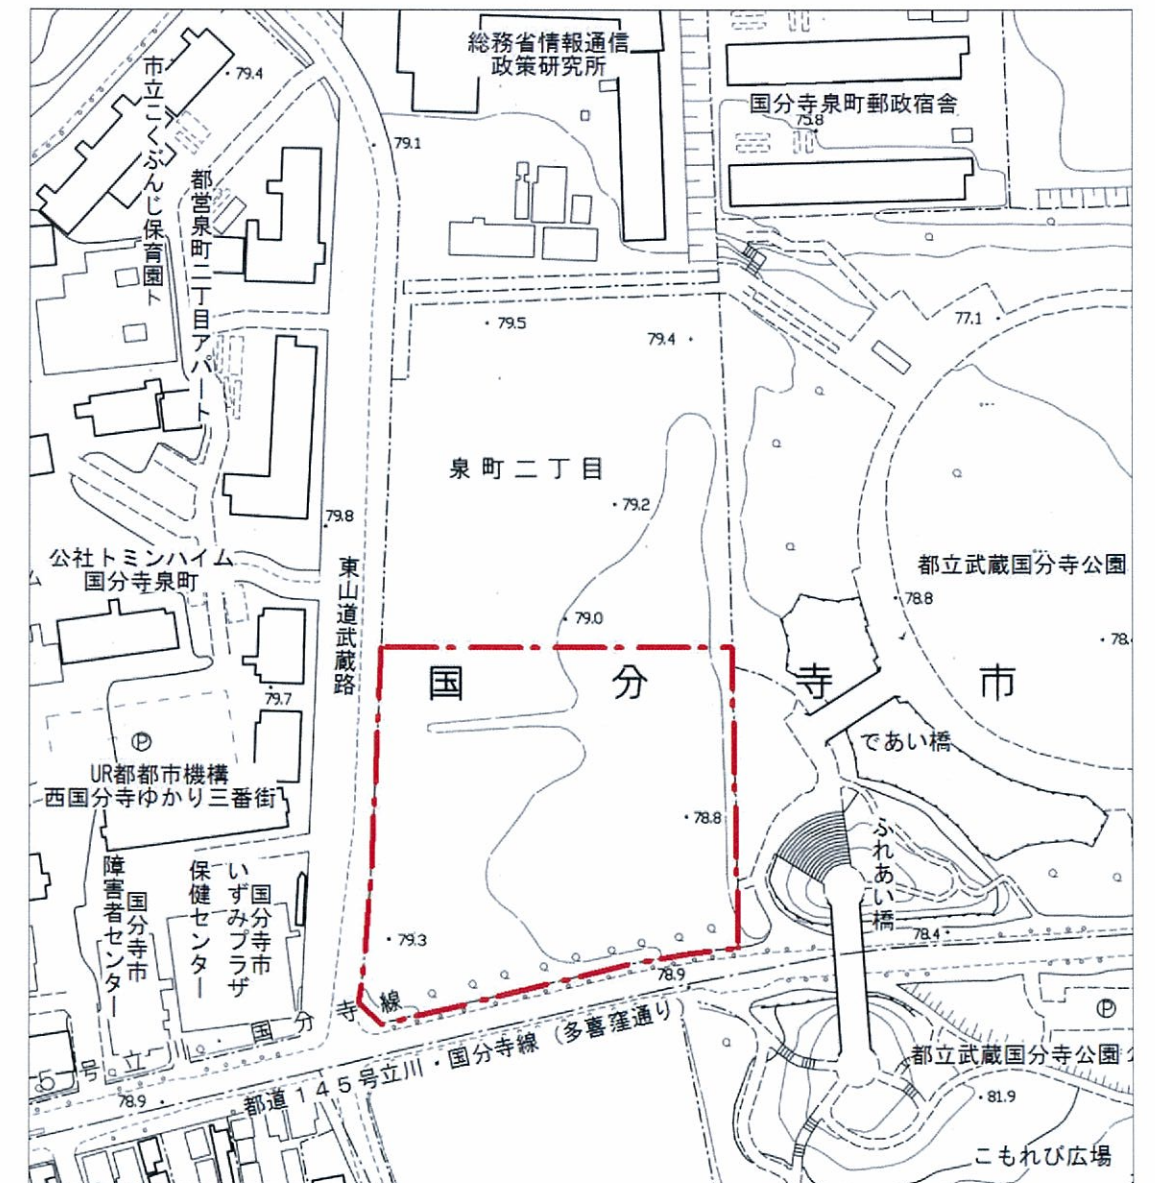 総務省情報通信
政策研究所
市立こくぶんじ保育園
79.4
国分寺泉町郵政宿舎
75.8
79.1
都営泉町二丁目アパート
ト
79.5
79.4
77.1
泉町二丁目
79.2
79.8
公社トミンハイム
国分寺泉町
ム
東山道武蔵路
都立武蔵国分寺公園
78.8
79.0
78.
国分寺市
79.7
P
であい橋
UR都都市機構
西国分寺ゆかり三番街
78.8
ふれあい橋
国分寺市
障害者センター
国分寺市
いずみプラザ
保健センター
79.3
78.4
78.9
国分寺線
P
5号立
都道145号立川・国分寺線(多喜窪通り)
都立武蔵国分寺公園
78.9
81.9
こもれび広場